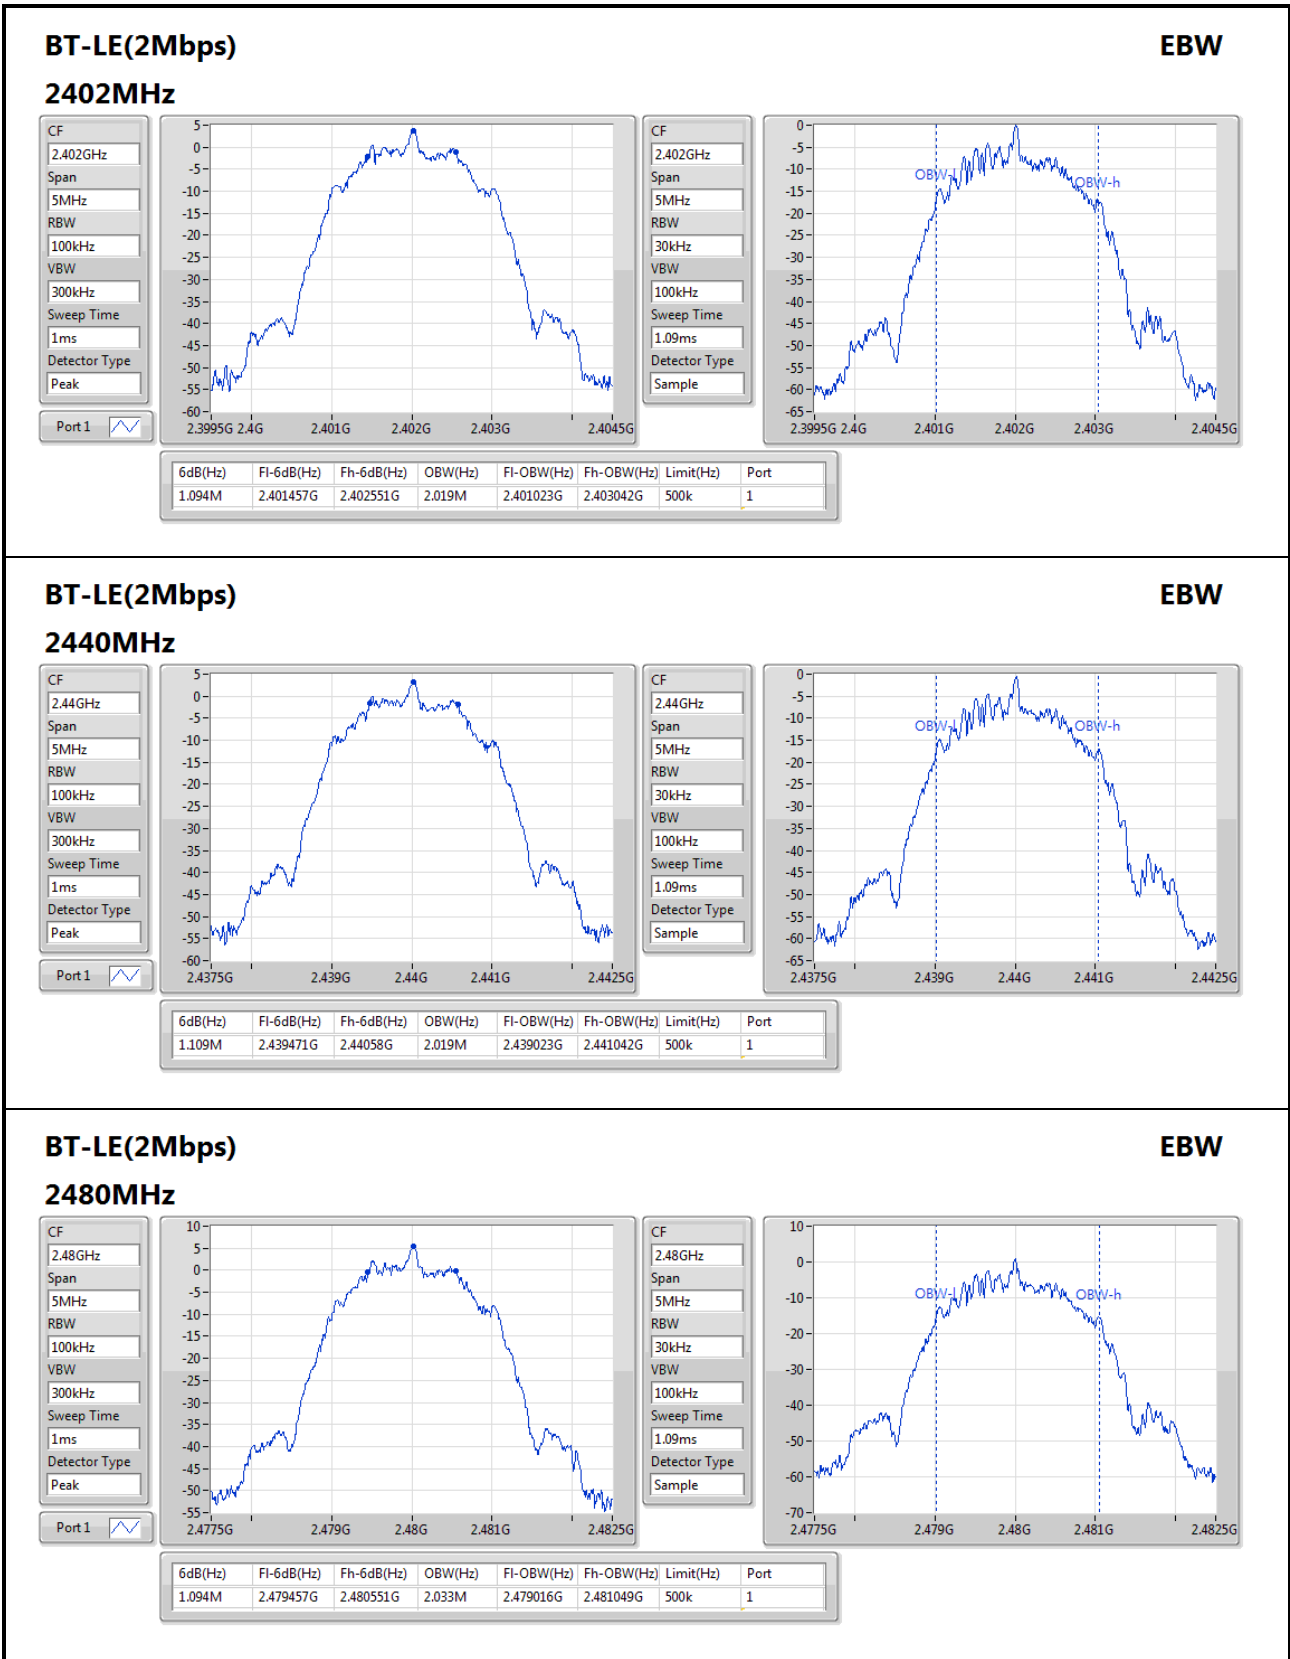 BT-LE(2Mbps) EBW
2402MHz
CF
2.402GHz
Span
5MHz
RBW
100kHz
VBW
300kHz
Sweep Time
1ms
Detector Type
Peak
Port 1
5
0
-5
-10
-15
-20
-25
-30
-35
-40
-45
-50
-55
-60
2.3995G 2.4G 2.401G 2.402G 2.403G 2.4045G
CF
2.402GHz
Span
5MHz
RBW
30kHz
VBW
100kHz
Sweep Time
1.09ms
Detector Type
Sample
0
-5
-10
-15
-20
-25
-30
-35
-40
-45
-50
-55
-60
-65
OBW-l OBW-h
2.3995G 2.4G 2.401G 2.402G 2.403G 2.4045G
6dB(Hz) Fl-6dB(Hz) Fh-6dB(Hz) OBW(Hz) Fl-OBW(Hz) Fh-OBW(Hz) Limit(Hz) Port
1.094M 2.401457G 2.402551G 2.019M 2.401023G 2.403042G 500k 1
BT-LE(2Mbps) EBW
2440MHz
CF
2.44GHz
Span
5MHz
RBW
100kHz
VBW
300kHz
Sweep Time
1ms
Detector Type
Peak
Port 1
5
0
-5
-10
-15
-20
-25
-30
-35
-40
-45
-50
-55
-60
2.4375G 2.439G 2.44G 2.441G 2.4425G
CF
2.44GHz
Span
5MHz
RBW
30kHz
VBW
100kHz
Sweep Time
1.09ms
Detector Type
Sample
0
-5
-10
-15
-20
-25
-30
-35
-40
-45
-50
-55
-60
-65
OBW-l OBW-h
2.4375G 2.439G 2.44G 2.441G 2.4425G
6dB(Hz) Fl-6dB(Hz) Fh-6dB(Hz) OBW(Hz) Fl-OBW(Hz) Fh-OBW(Hz) Limit(Hz) Port
1.109M 2.439471G 2.44058G 2.019M 2.439023G 2.441042G 500k 1
BT-LE(2Mbps) EBW
2480MHz
CF
2.48GHz
Span
5MHz
RBW
100kHz
VBW
300kHz
Sweep Time
1ms
Detector Type
Peak
Port 1
10
5
0
-5
-10
-15
-20
-25
-30
-35
-40
-45
-50
-55
2.4775G 2.479G 2.48G 2.481G 2.4825G
CF
2.48GHz
Span
5MHz
RBW
30kHz
VBW
100kHz
Sweep Time
1.09ms
Detector Type
Sample
10
0
-10
-20
-30
-40
-50
-60
-70
OBW-l OBW-h
2.4775G 2.479G 2.48G 2.481G 2.4825G
6dB(Hz) Fl-6dB(Hz) Fh-6dB(Hz) OBW(Hz) Fl-OBW(Hz) Fh-OBW(Hz) Limit(Hz) Port
1.094M 2.479457G 2.480551G 2.033M 2.479016G 2.481049G 500k 1